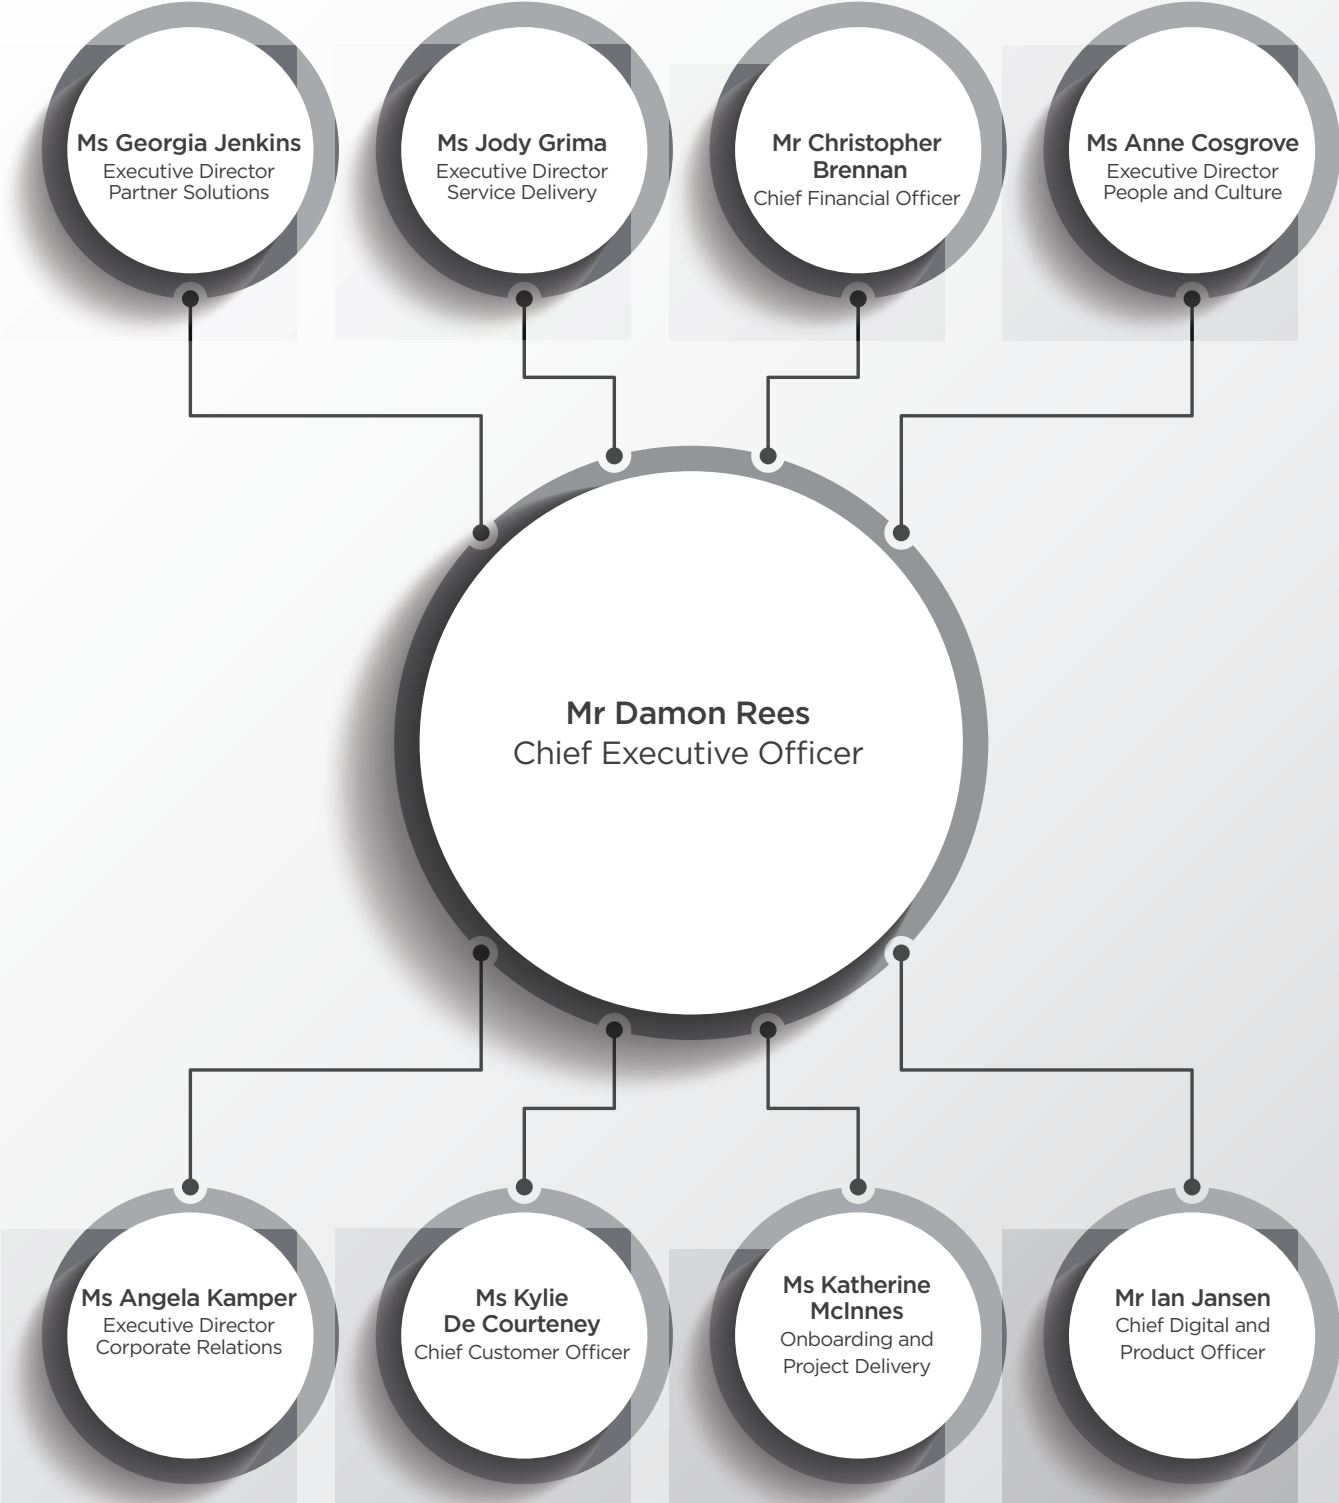 Ms Georgia Jenkins
Executive Director
Partner Solutions
Ms Jody Grima
Executive Director
Service Delivery
Mr Christopher
Brennan
Chief Financial Officer
Ms Anne Cosgrove
Executive Director
People and Culture
Mr Damon Rees
Chief Executive Officer
Ms Angela Kamper
Executive Director
Corporate Relations
Ms Kylie
De Courteney
Chief Customer Officer
Ms Katherine
McInnes
Onboarding and
Project Delivery
Mr Ian Jansen
Chief Digital and
Product Officer